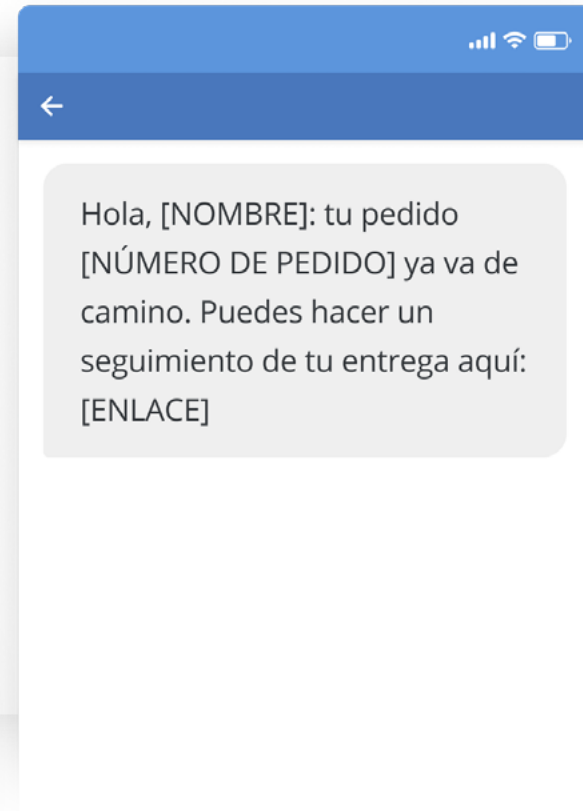 Hola, [NOMBRE]: tu pedido
[NÚMERO DE PEDIDO] ya va de
camino. Puedes hacer un
seguimiento de tu entrega aquí:
[ENLACE]